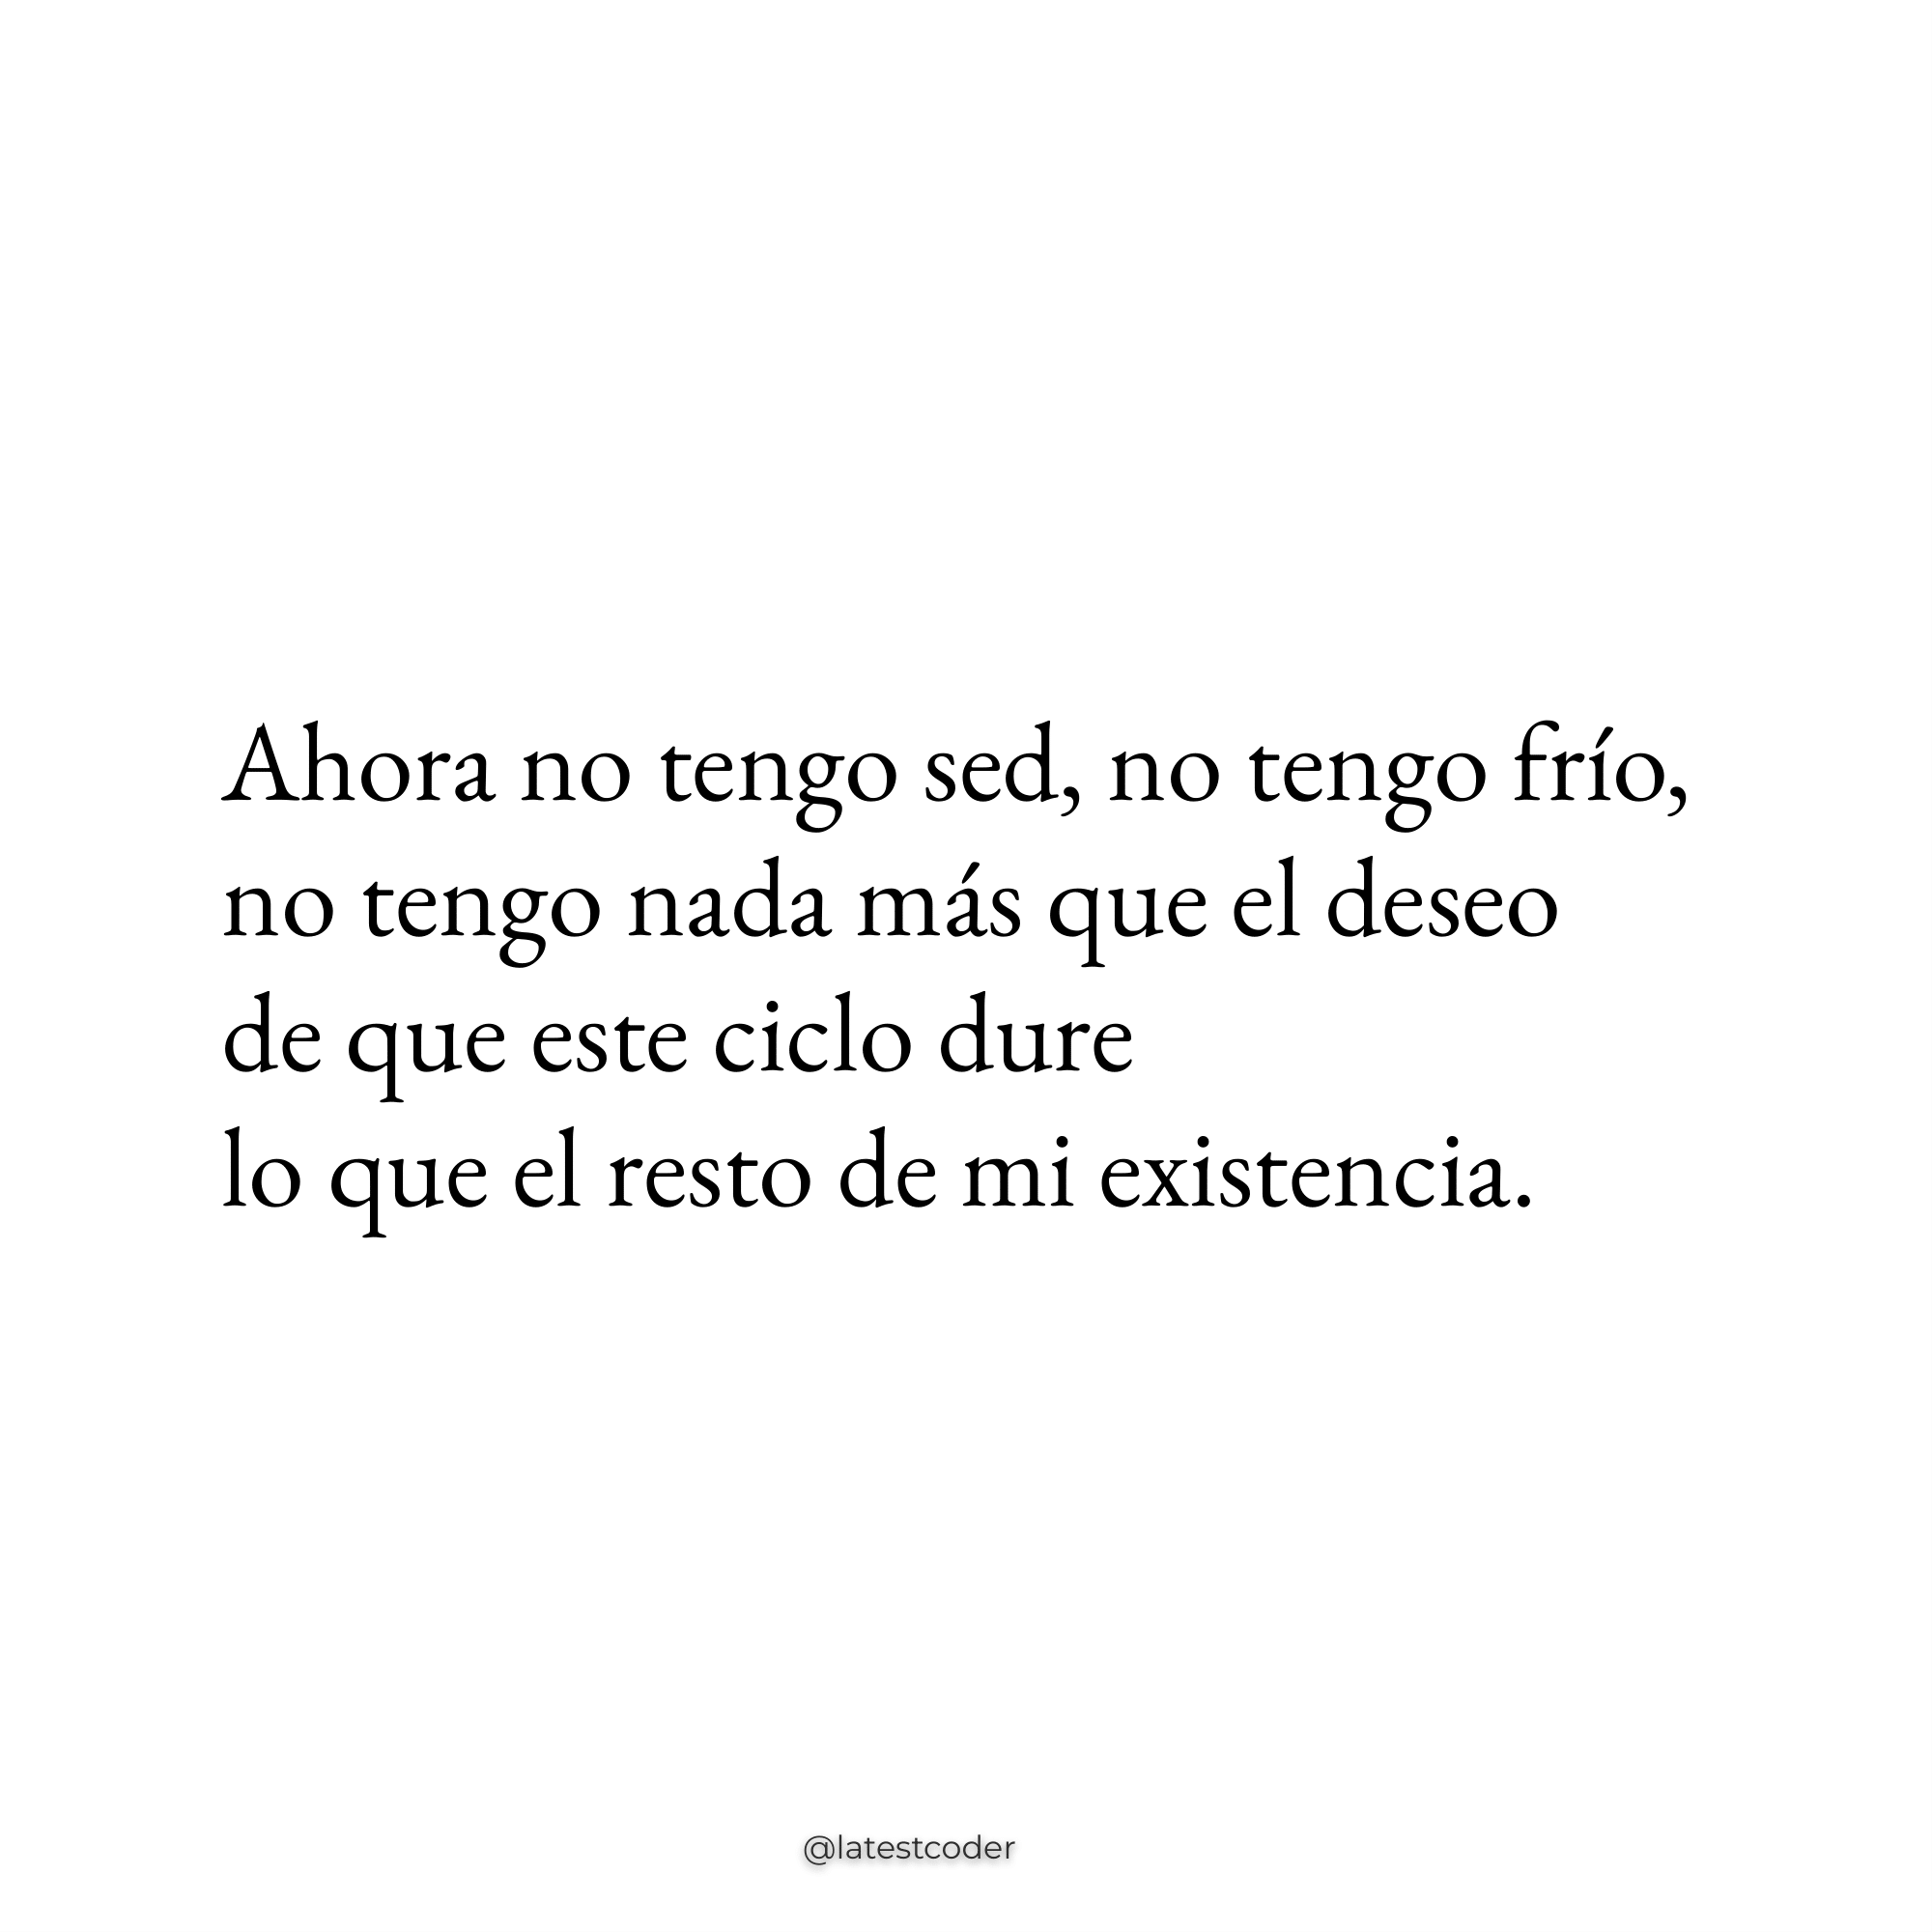 Ahora no tengo sed, no tengo frío,
no tengo nada más que el deseo
de que este ciclo dure
lo que el resto de mi existencia.
@latestcoder